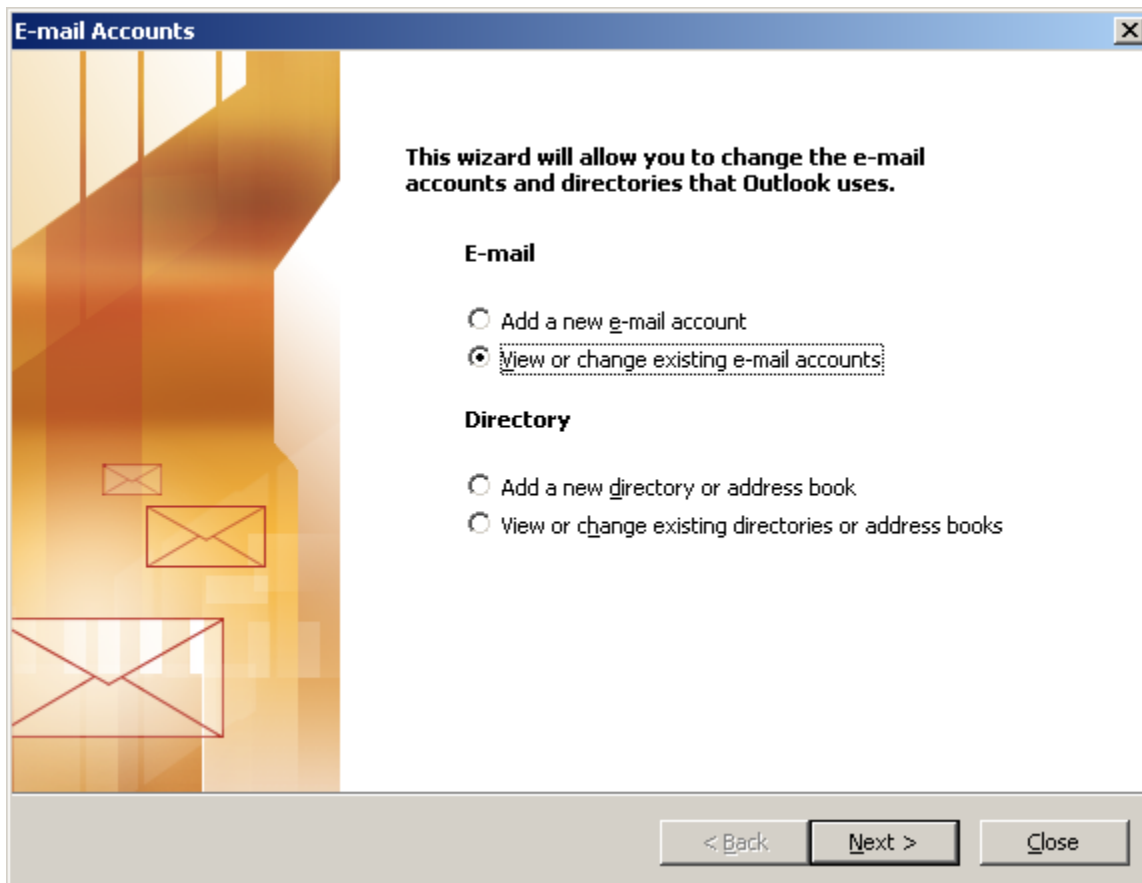 E-mail Accounts
This wizard will allow you to change the e-mail
accounts and directories that Outlook uses.
E-mail
Add a new e-mail account
View or change existing e-mail accounts
Directory
Add a new directory or address book
View or change existing directories or address books
< Back
Next >
Close